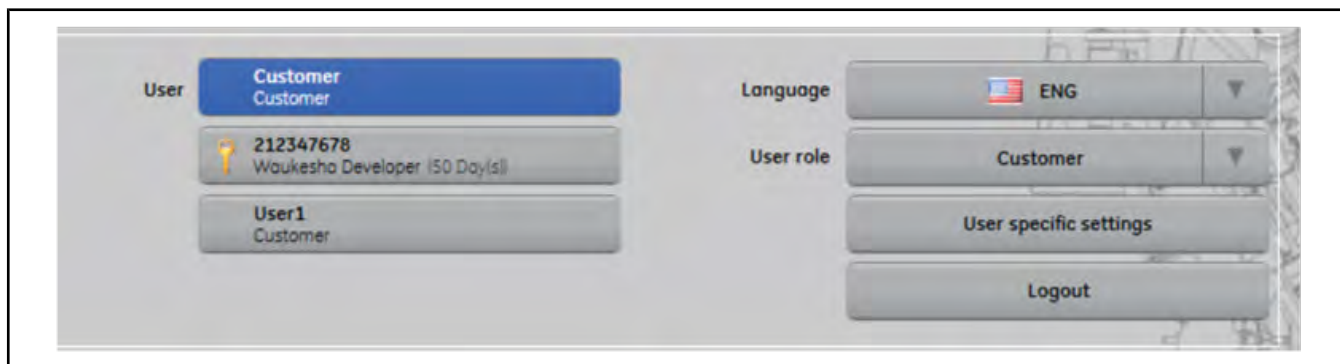 User
Customer
Customer
212347678
Waukesha Developer (50 Day(s))
User1
Customer
Language
ENG
User role
Customer
User specific settings
Logout